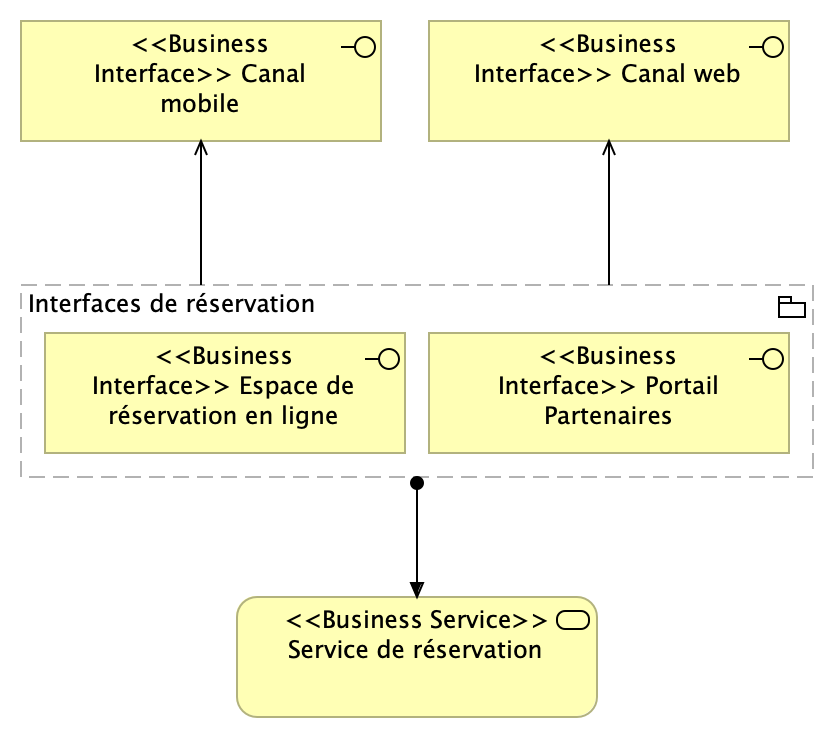 <<Business
Interface>> Canal
mobile
<<Business
Interface>> Canal web
Interfaces de réservation
<<Business
Interface>> Espace de
réservation en ligne
<<Business
Interface>> Portail
Partenaires
<<Business Service>>
Service de réservation